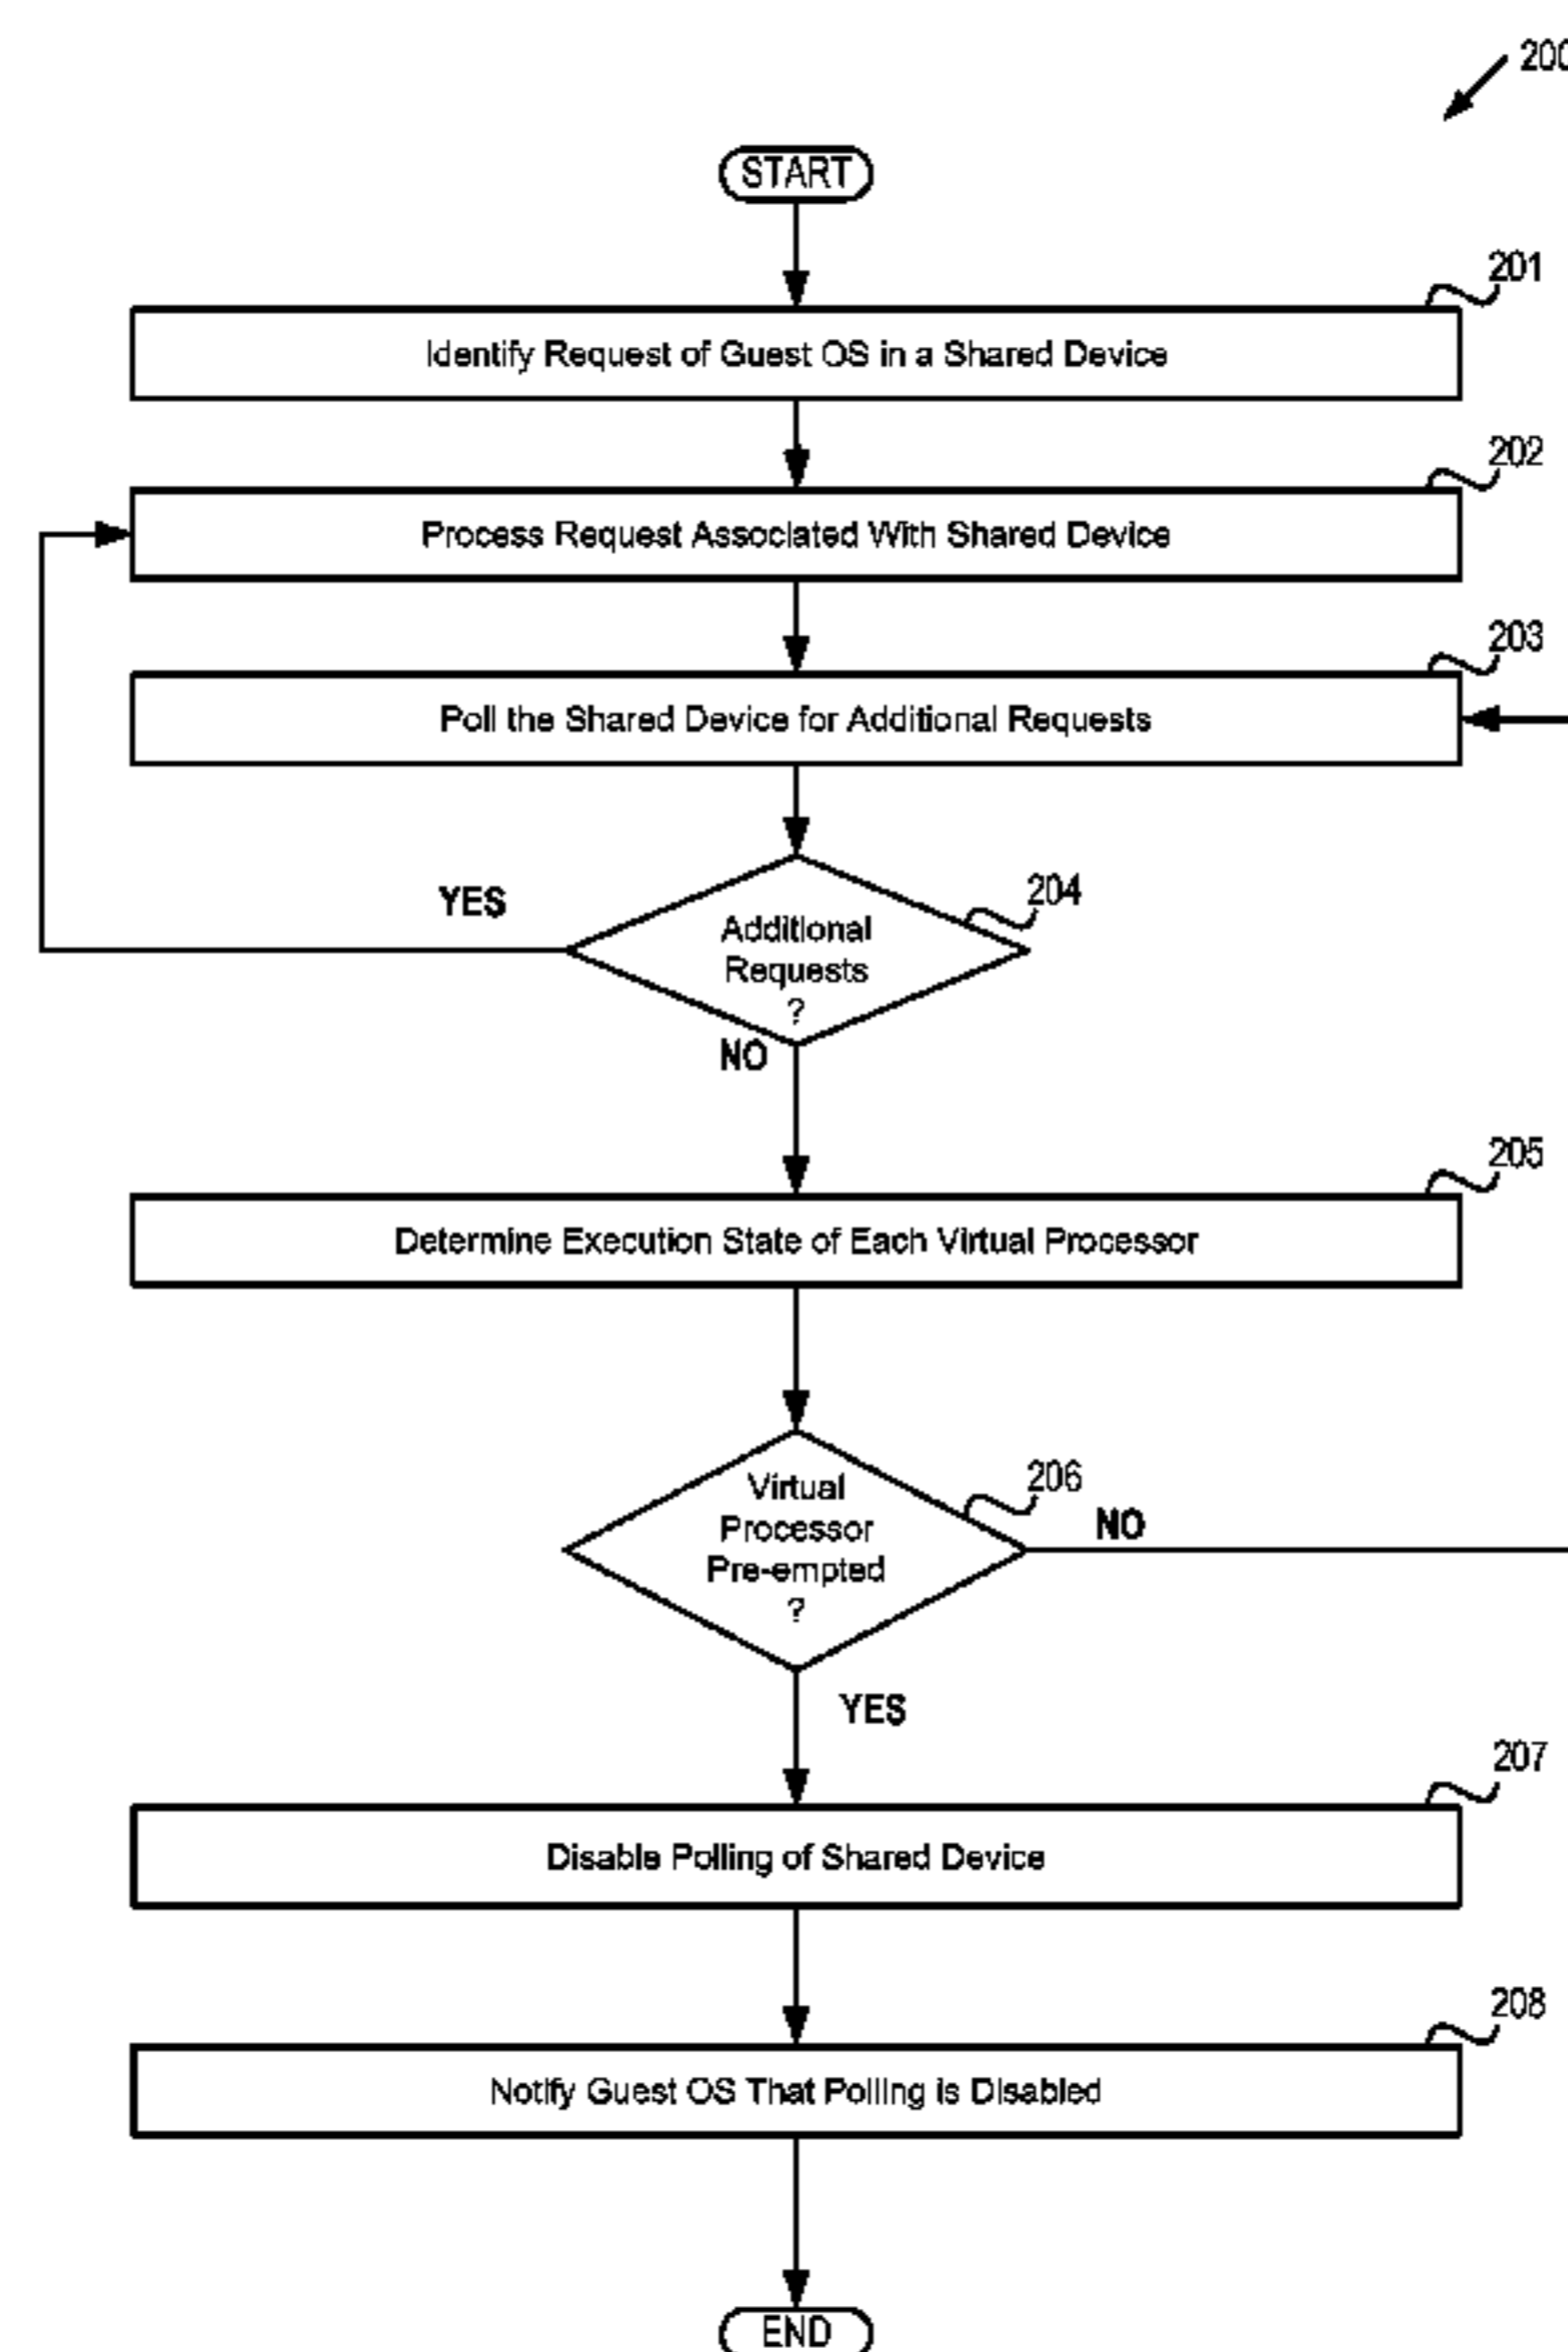 200
START
201
Identify Request of Guest OS in a Shared Device
202
Process Request Associated With Shared Device
203
Poll the Shared Device for Additional Requests
YES
204
Additional
Requests
?
NO
205
Determine Execution State of Each Virtual Processor
206
Virtual
Processor
Pre-empted
?
NO
YES
207
Disable Polling of Shared Device
208
Notify Guest OS That Polling is Disabled
END